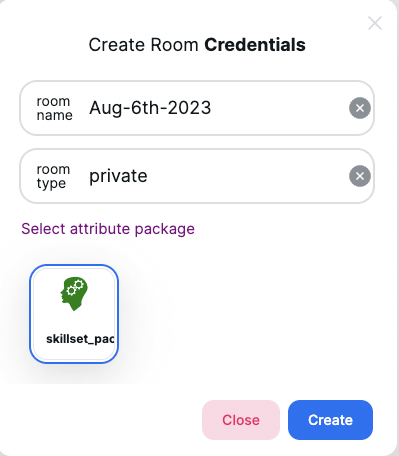 Create Room Credentials
room name Aug-6th-2023
room type private
Select attribute package
skillset_pac
Close Create